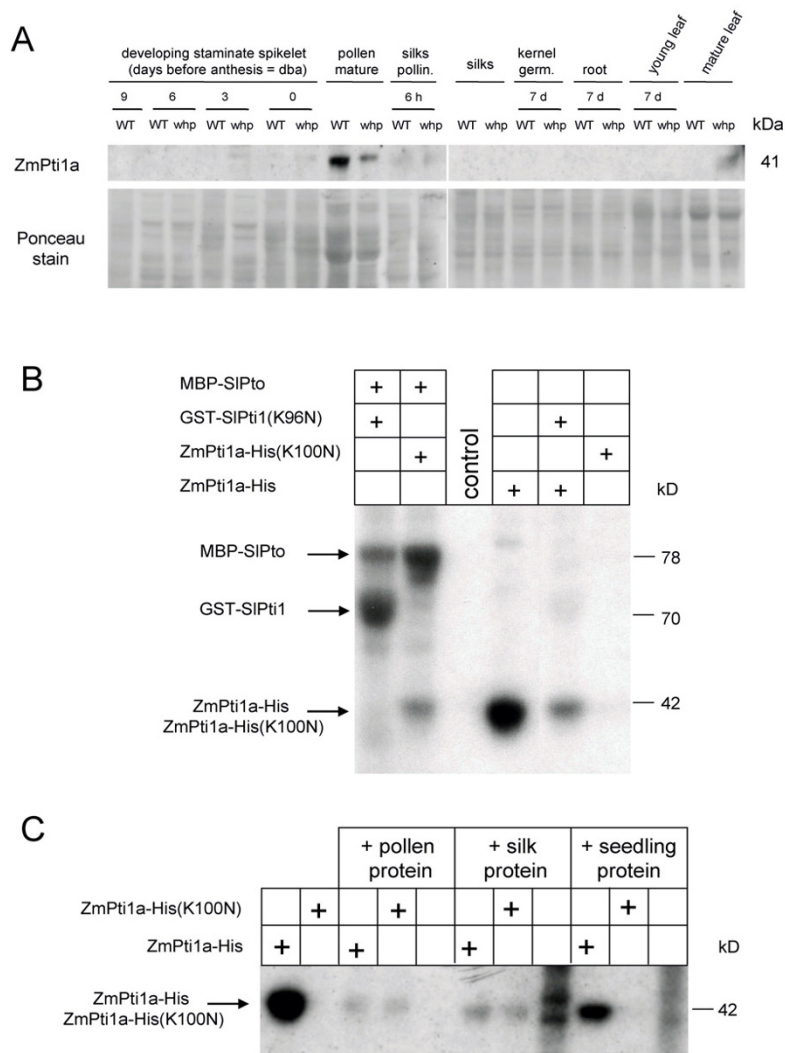 A
developing staminate spikelet
(days before anthesis = dba)
pollen
mature
silks
pollin.
silks
kernel
germ.
root
young leaf
mature leaf
9 6 3 0 6 h 7 d 7 d 7 d
WT WT whp WT whp WT whp WT whp WT whp WT whp WT whp WT whp WT whp WT whp kDa
ZmPti1a 41
Ponceau
stain
B
MBP-SlPto + +
GST-SlPti1(K96N) + +
ZmPti1a-His(K100N) + +
ZmPti1a-His + +
control
kD
MBP-SlPto 78
GST-SlPti1 70
ZmPti1a-His 42
ZmPti1a-His(K100N)
C
+ pollen
protein
+ silk
protein
+ seedling
protein
ZmPti1a-His(K100N) + + + +
ZmPti1a-His + + + + kD
ZmPti1a-His
ZmPti1a-His(K100N) 42